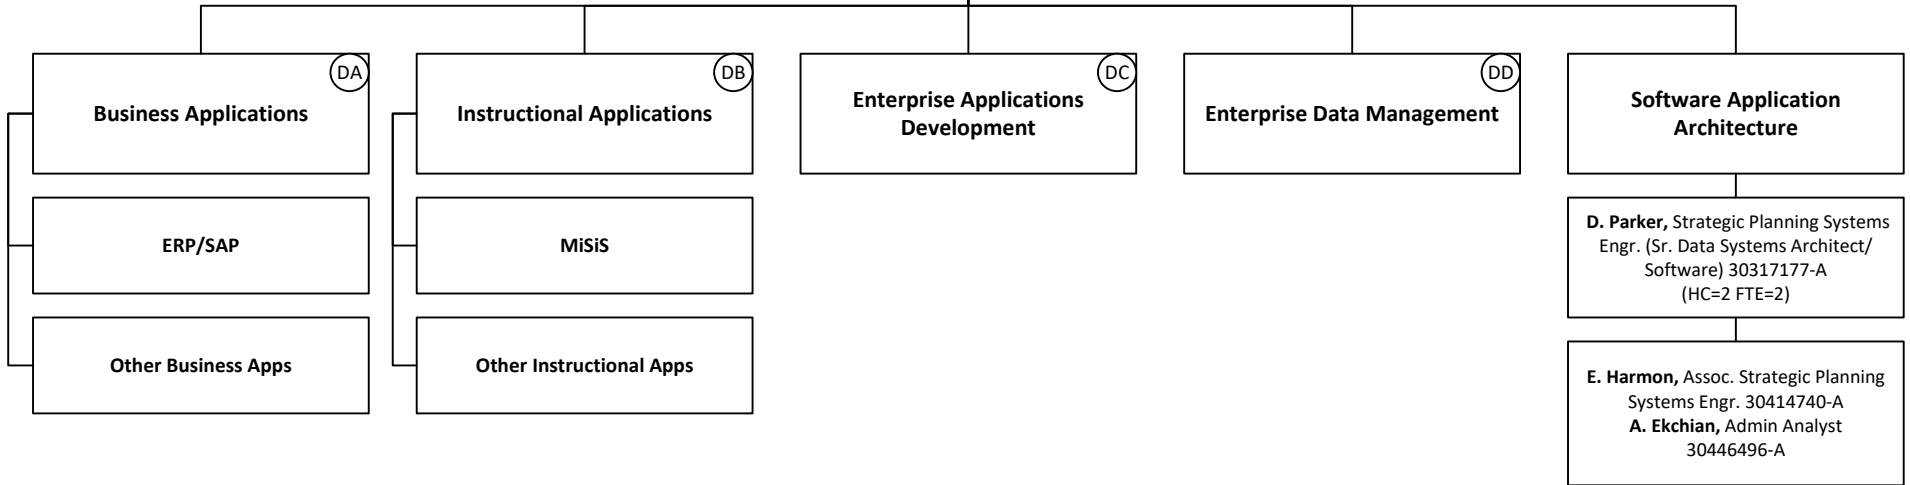 DA
Business Applications
ERP/SAP
Other Business Apps
DB
Instructional Applications
MiSiS
Other Instructional Apps
DC
Enterprise Applications
Development
DD
Enterprise Data Management
Software Application
Architecture
D. Parker, Strategic Planning Systems
Engr. (Sr. Data Systems Architect/
Software) 30317177-A
(HC=2 FTE=2)
E. Harmon, Assoc. Strategic Planning
Systems Engr. 30414740-A
A. Ekchian, Admin Analyst
30446496-A